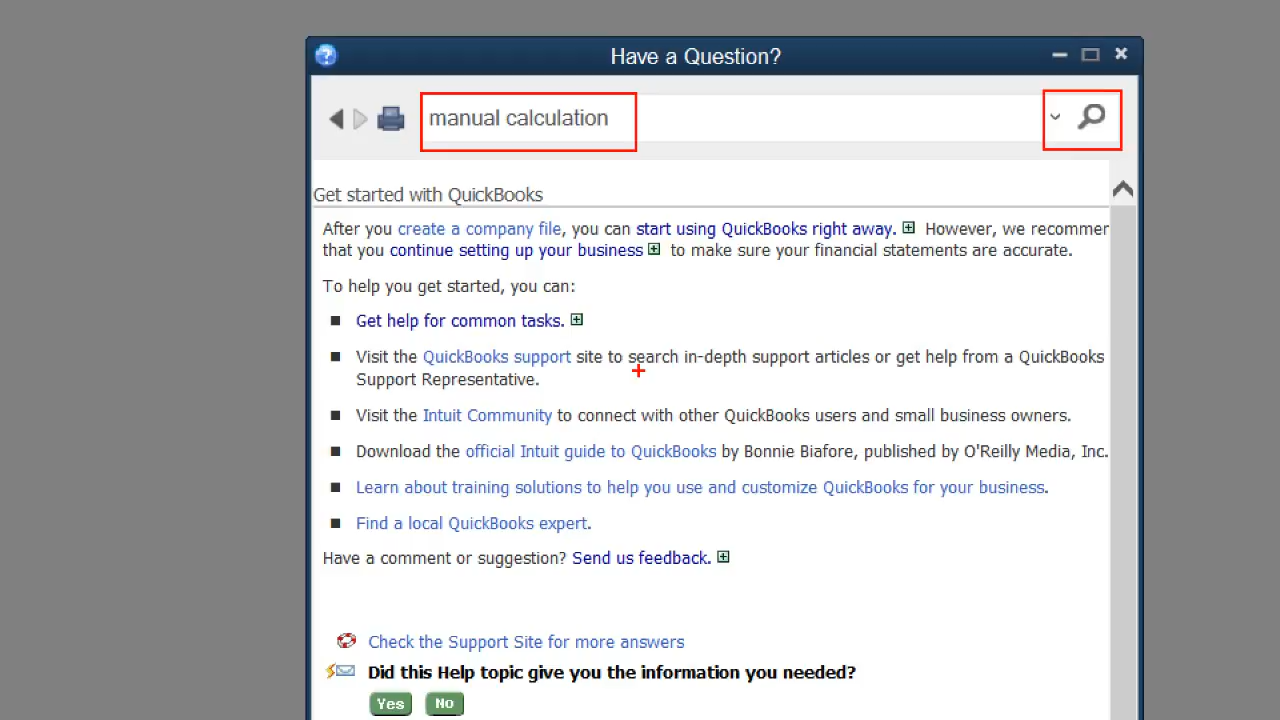 Have a Question?
manual calculation
Get started with QuickBooks
After you create a company file, you can start using QuickBooks right away. However, we recommer
that you continue setting up your business to make sure your financial statements are accurate.
To help you get started, you can:
Get help for common tasks.
Visit the QuickBooks support site to search in-depth support articles or get help from a QuickBooks
Support Representative.
Visit the Intuit Community to connect with other QuickBooks users and small business owners.
Download the official Intuit guide to QuickBooks by Bonnie Biafore, published by O'Reilly Media, Inc.
Learn about training solutions to help you use and customize QuickBooks for your business.
Find a local QuickBooks expert.
Have a comment or suggestion? Send us feedback.
Check the Support Site for more answers
Did this Help topic give you the information you needed?
Yes No